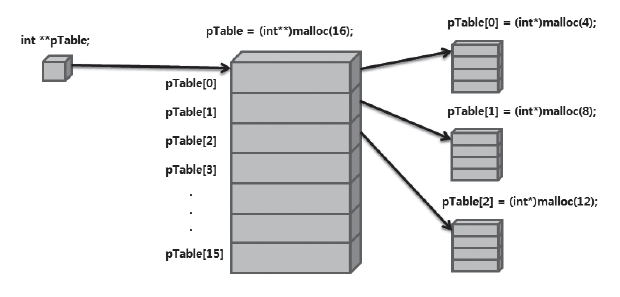 int **pTable;
pTable = (int**)malloc(16);
pTable[0] = (int*)malloc(4);
pTable[0]
pTable[1]
pTable[2]
pTable[3]
.
.
.
pTable[15]
pTable[1] = (int*)malloc(8);
pTable[2] = (int*)malloc(12);